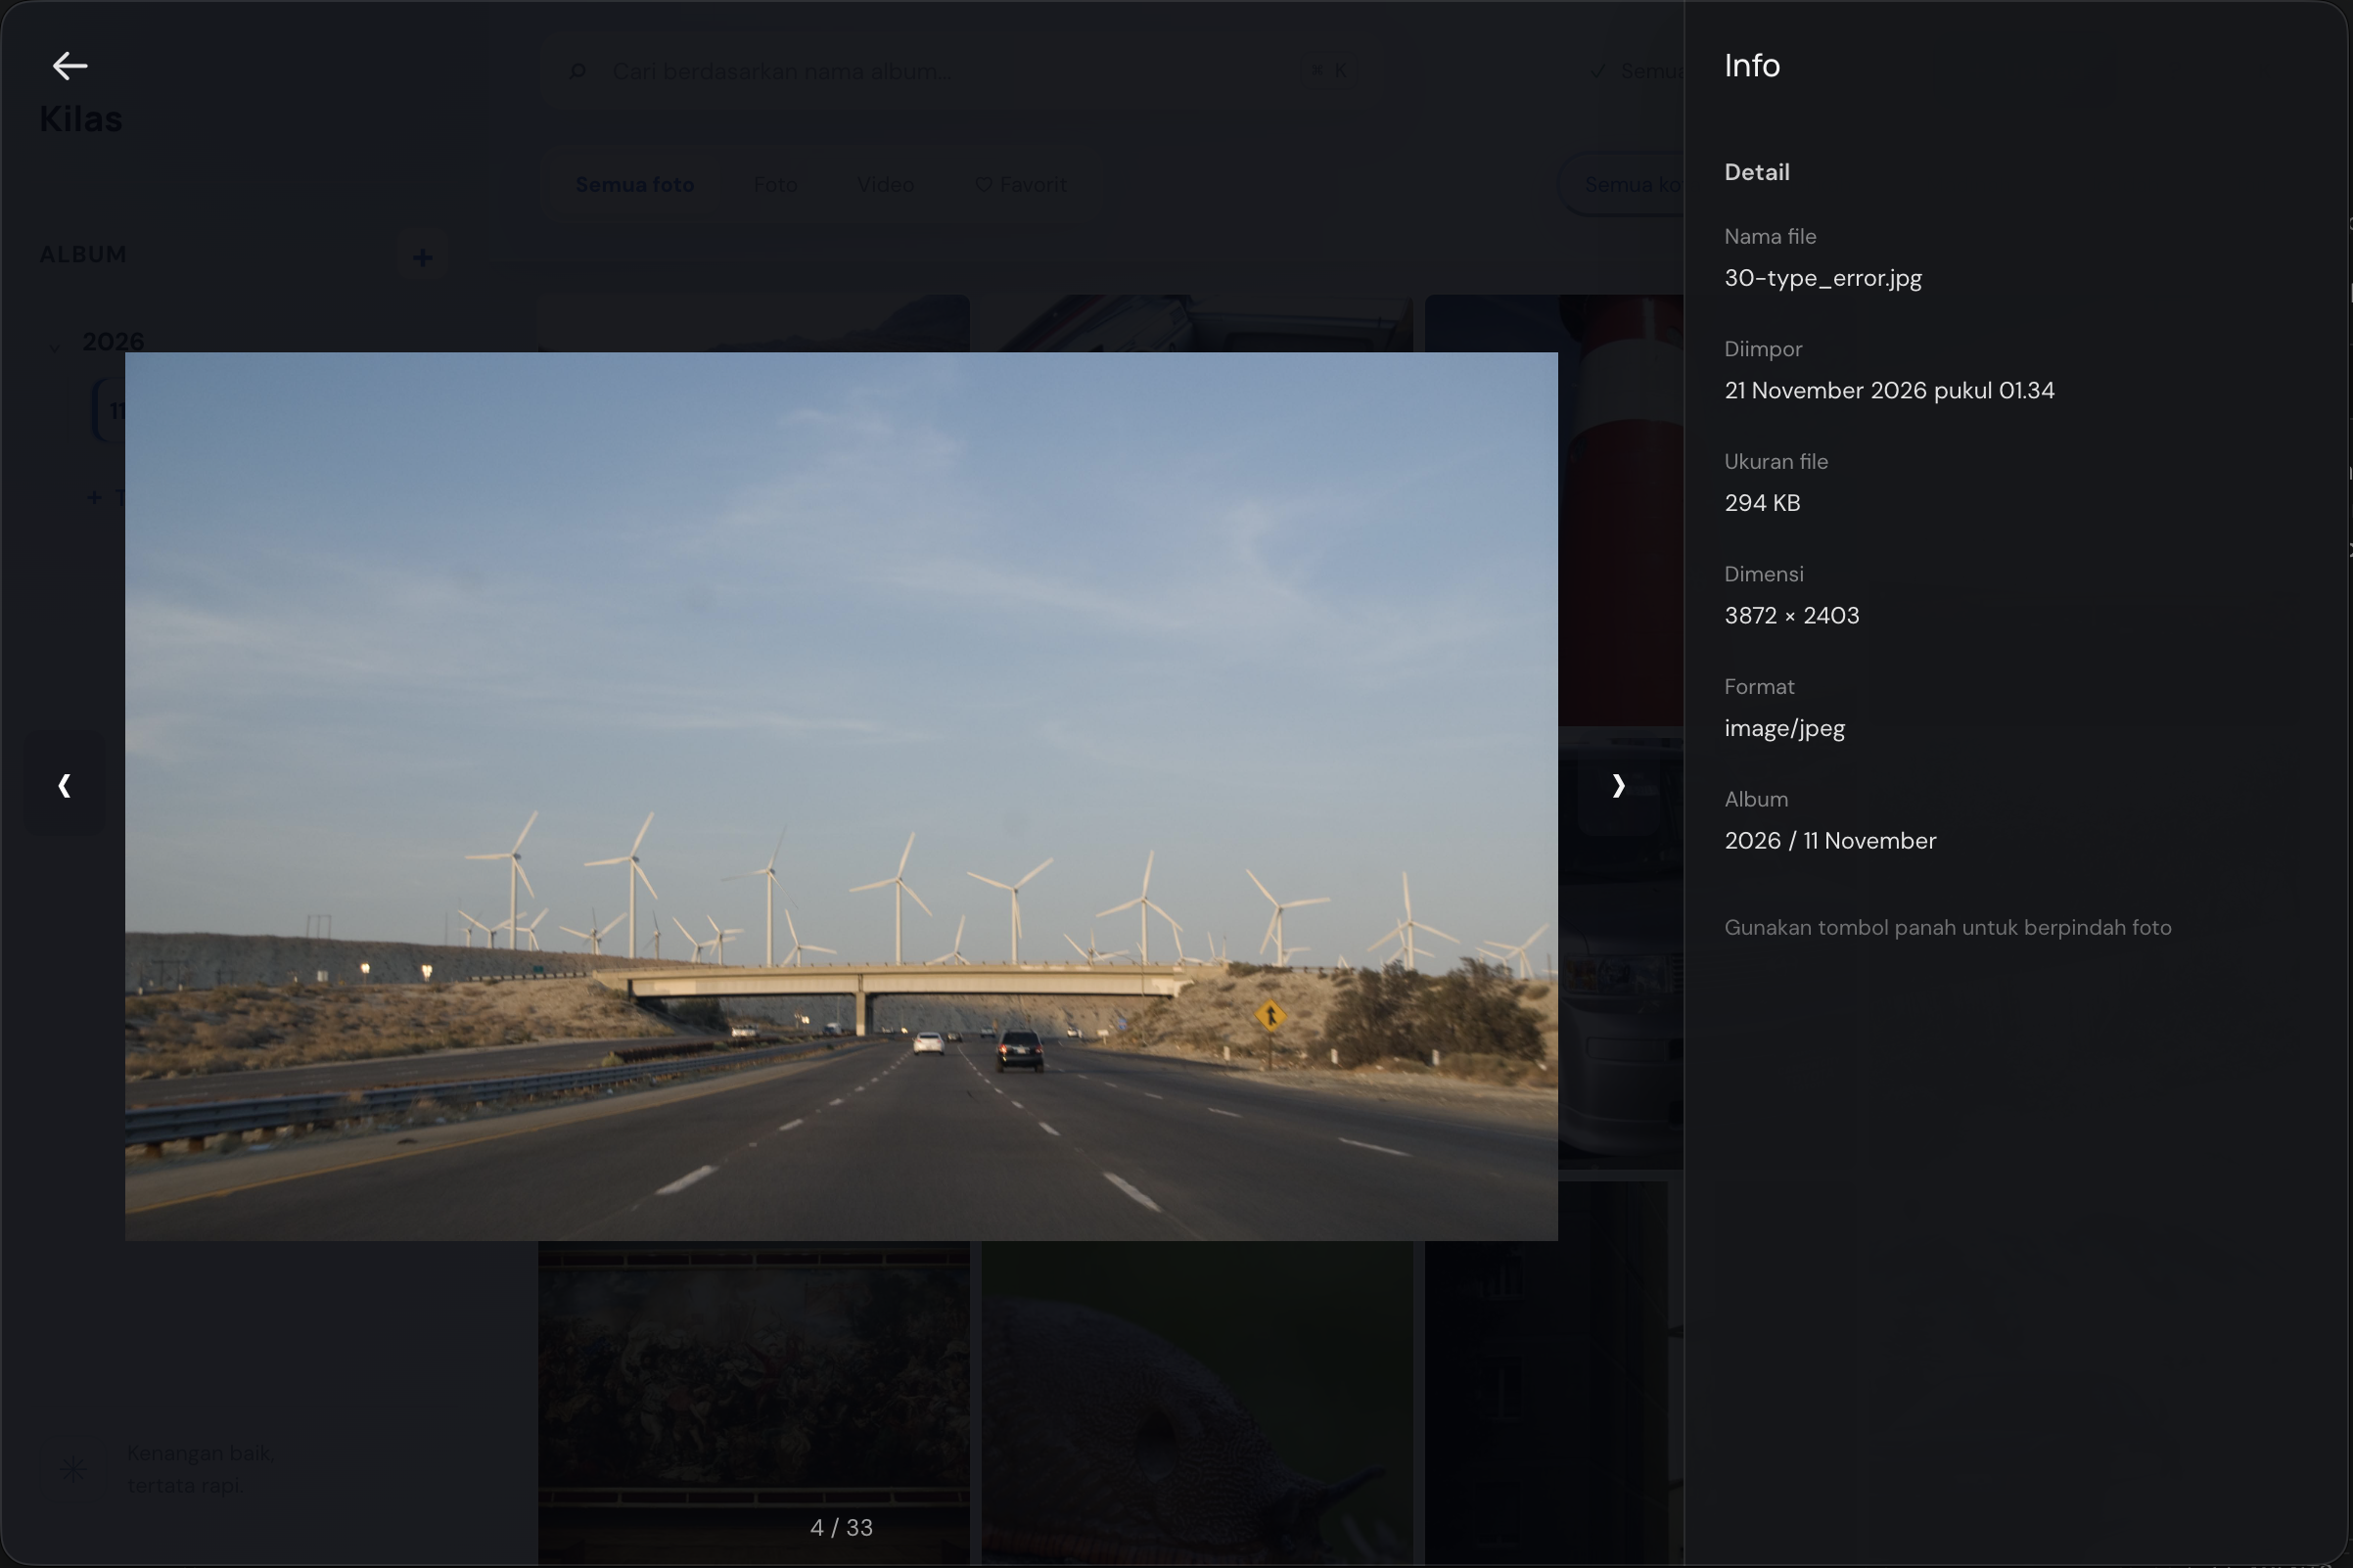 Cari berdasarkan nama album...
⌘ K
Semua
Kilas
Semua foto
Foto
Video
Favorit
ALBUM
+
2026
11
+
Kenangan baik,
tertata rapi.
4 / 33
Info
Detail
Nama file
30-type_error.jpg
Diimpor
21 November 2026 pukul 01.34
Ukuran file
294 KB
Dimensi
3872 × 2403
Format
image/jpeg
Album
2026 / 11 November
Gunakan tombol panah untuk berpindah foto